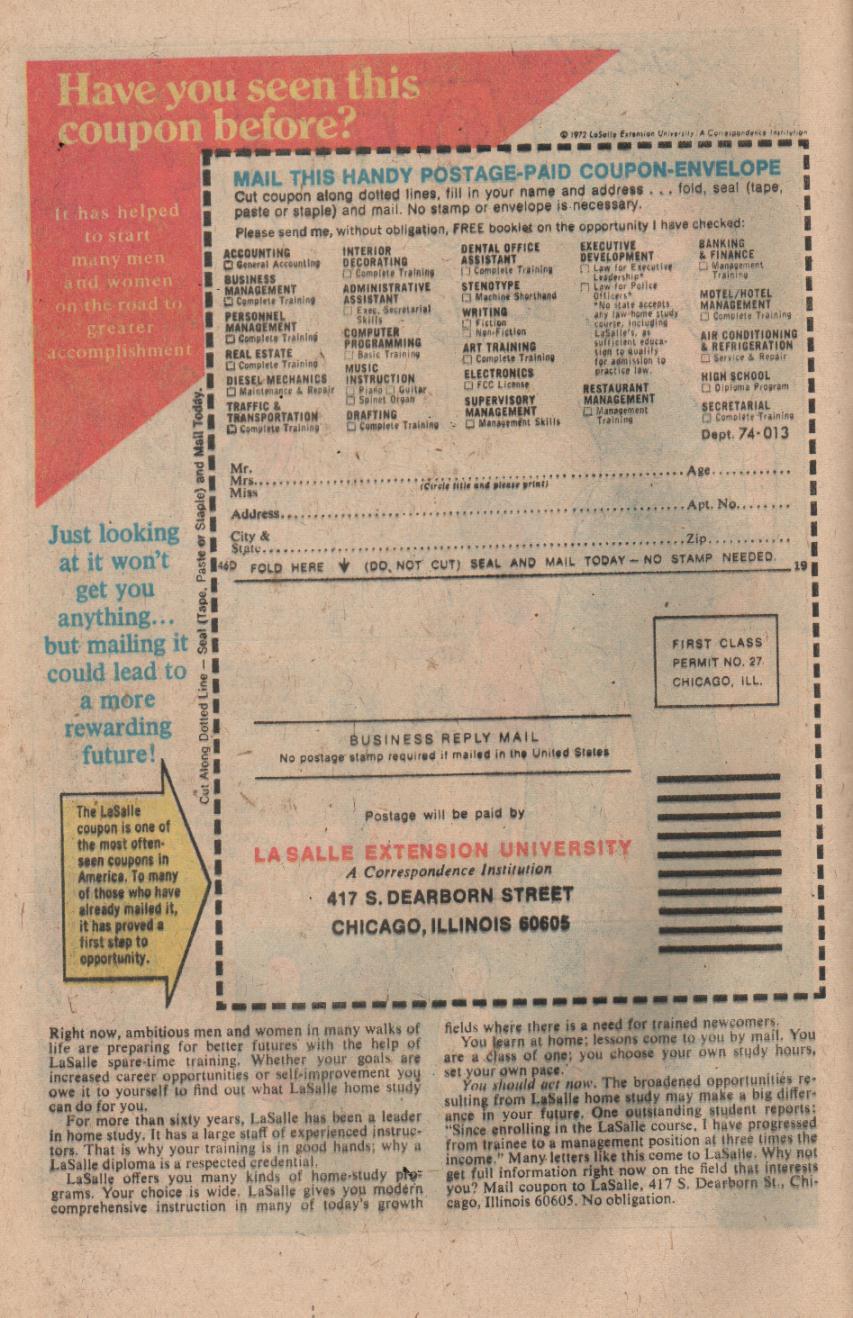 Have you seen this
coupon before?
© 1972 LaSalle Extension University A Correspondence Institution
It has helped
to start
many men
and women
on the road to
greater
accomplishment
MAIL THIS HANDY POSTAGE-PAID COUPON-ENVELOPE
Cut coupon along dotted lines, fill in your name and address . . . fold, seal (tape,
paste or staple) and mail. No stamp or envelope is necessary.
Please send me, without obligation, FREE booklet on the opportunity I have checked:
ACCOUNTING
General Accounting
BUSINESS
MANAGEMENT
Complete Training
PERSONNEL
MANAGEMENT
Complete Training
REAL ESTATE
Complete Training
DIESEL MECHANICS
Maintenance & Repair
TRAFFIC &
TRANSPORTATION
Complete Training
INTERIOR
DECORATING
Complete Training
ADMINISTRATIVE
ASSISTANT
Exec. Secretarial
Skills
COMPUTER
PROGRAMMING
Basic Training
MUSIC
INSTRUCTION
Piano Guitar
Spinet Organ
DRAFTING
Complete Training
DENTAL OFFICE
ASSISTANT
Complete Training
STENOTYPE
Machine Shorthand
WRITING
Fiction
Non-Fiction
ART TRAINING
Complete Training
ELECTRONICS
FCC License
SUPERVISORY
MANAGEMENT
Management Skills
EXECUTIVE
DEVELOPMENT
Law for Executive
Leadership*
Law for Police
Officers*
*No state accepts
any law home study
course, including
LaSalle's, as
sufficient educa-
tion to qualify
for admission to
practice law.
RESTAURANT
MANAGEMENT
Management
Training
BANKING
& FINANCE
Management
Training
MOTEL/HOTEL
MANAGEMENT
Complete Training
AIR CONDITIONING
& REFRIGERATION
Service & Repair
HIGH SCHOOL
Diploma Program
SECRETARIAL
Complete Training
Dept. 74-013
Mr.
Mrs. Age
Miss
(Circle title and please print)
Address Apt. No.
City &
State Zip
46D FOLD HERE (DO NOT CUT) SEAL AND MAIL TODAY – NO STAMP NEEDED. 19
Cut Along Dotted Line — Seal (Tape, Paste or Staple) and Mail Today.
Just looking
at it won't
get you
anything...
but mailing it
could lead to
a more
rewarding
future!
FIRST CLASS
PERMIT NO. 27
CHICAGO, ILL.
BUSINESS REPLY MAIL
No postage stamp required if mailed in the United States
Postage will be paid by
LA SALLE EXTENSION UNIVERSITY
A Correspondence Institution
417 S. DEARBORN STREET
CHICAGO, ILLINOIS 60605
The LaSalle
coupon is one of
the most often-
seen coupons in
America. To many
of those who have
already mailed it,
it has proved a
first step to
opportunity.
Right now, ambitious men and women in many walks of
life are preparing for better futures with the help of
LaSalle spare-time training. Whether your goals are
increased career opportunities or self-improvement you
owe it to yourself to find out what LaSalle home study
can do for you.
For more than sixty years, LaSalle has been a leader
in home study. It has a large staff of experienced instruc-
tors. That is why your training is in good hands; why a
LaSalle diploma is a respected credential.
LaSalle offers you many kinds of home-study pro-
grams. Your choice is wide. LaSalle gives you modern
comprehensive instruction in many of today's growth
fields where there is a need for trained newcomers.
You learn at home; lessons come to you by mail. You
are a class of one; you choose your own study hours,
set your own pace.
You should act now. The broadened opportunities re-
sulting from LaSalle home study may make a big differ-
ance in your future. One outstanding student reports:
"Since enrolling in the LaSalle course, I have progressed
from trainee to a management position at three times the
income." Many letters like this come to LaSalle. Why not
get full information right now on the field that interests
you? Mail coupon to LaSalle, 417 S. Dearborn St., Chi-
cago, Illinois 60605. No obligation.